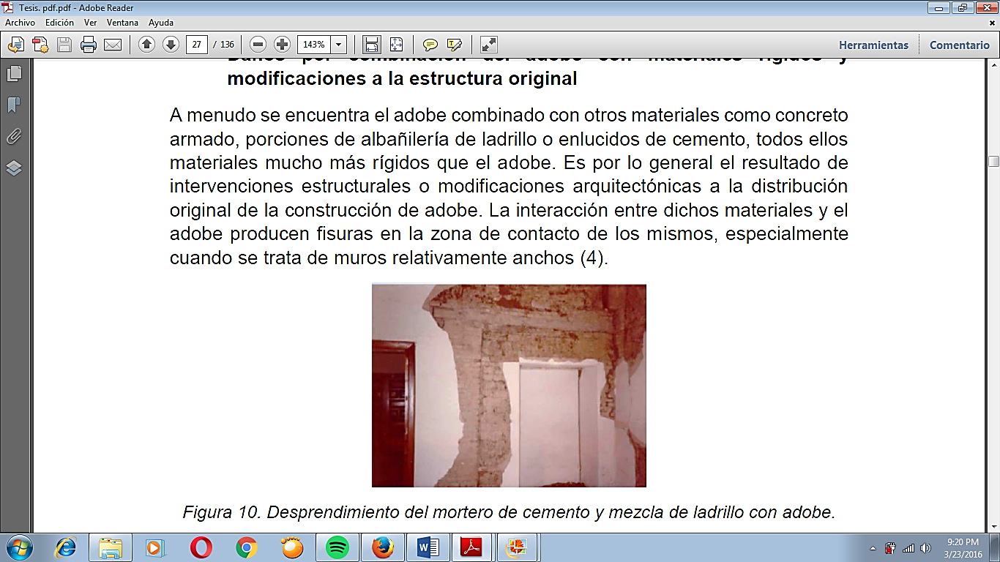 Tesis. pdf.pdf - Adobe Reader
Archivo Edición Ver Ventana Ayuda
27 / 136 143% Herramientas Comentario
Daños por combinación del adobe con materiales rígidos y
modificaciones a la estructura original
A menudo se encuentra el adobe combinado con otros materiales como concreto
armado, porciones de albañilería de ladrillo o enlucidos de cemento, todos ellos
materiales mucho más rígidos que el adobe. Es por lo general el resultado de
intervenciones estructurales o modificaciones arquitectónicas a la distribución
original de la construcción de adobe. La interacción entre dichos materiales y el
adobe producen fisuras en la zona de contacto de los mismos, especialmente
cuando se trata de muros relativamente anchos (4).
Figura 10. Desprendimiento del mortero de cemento y mezcla de ladrillo con adobe.
9:20 PM
3/23/2016